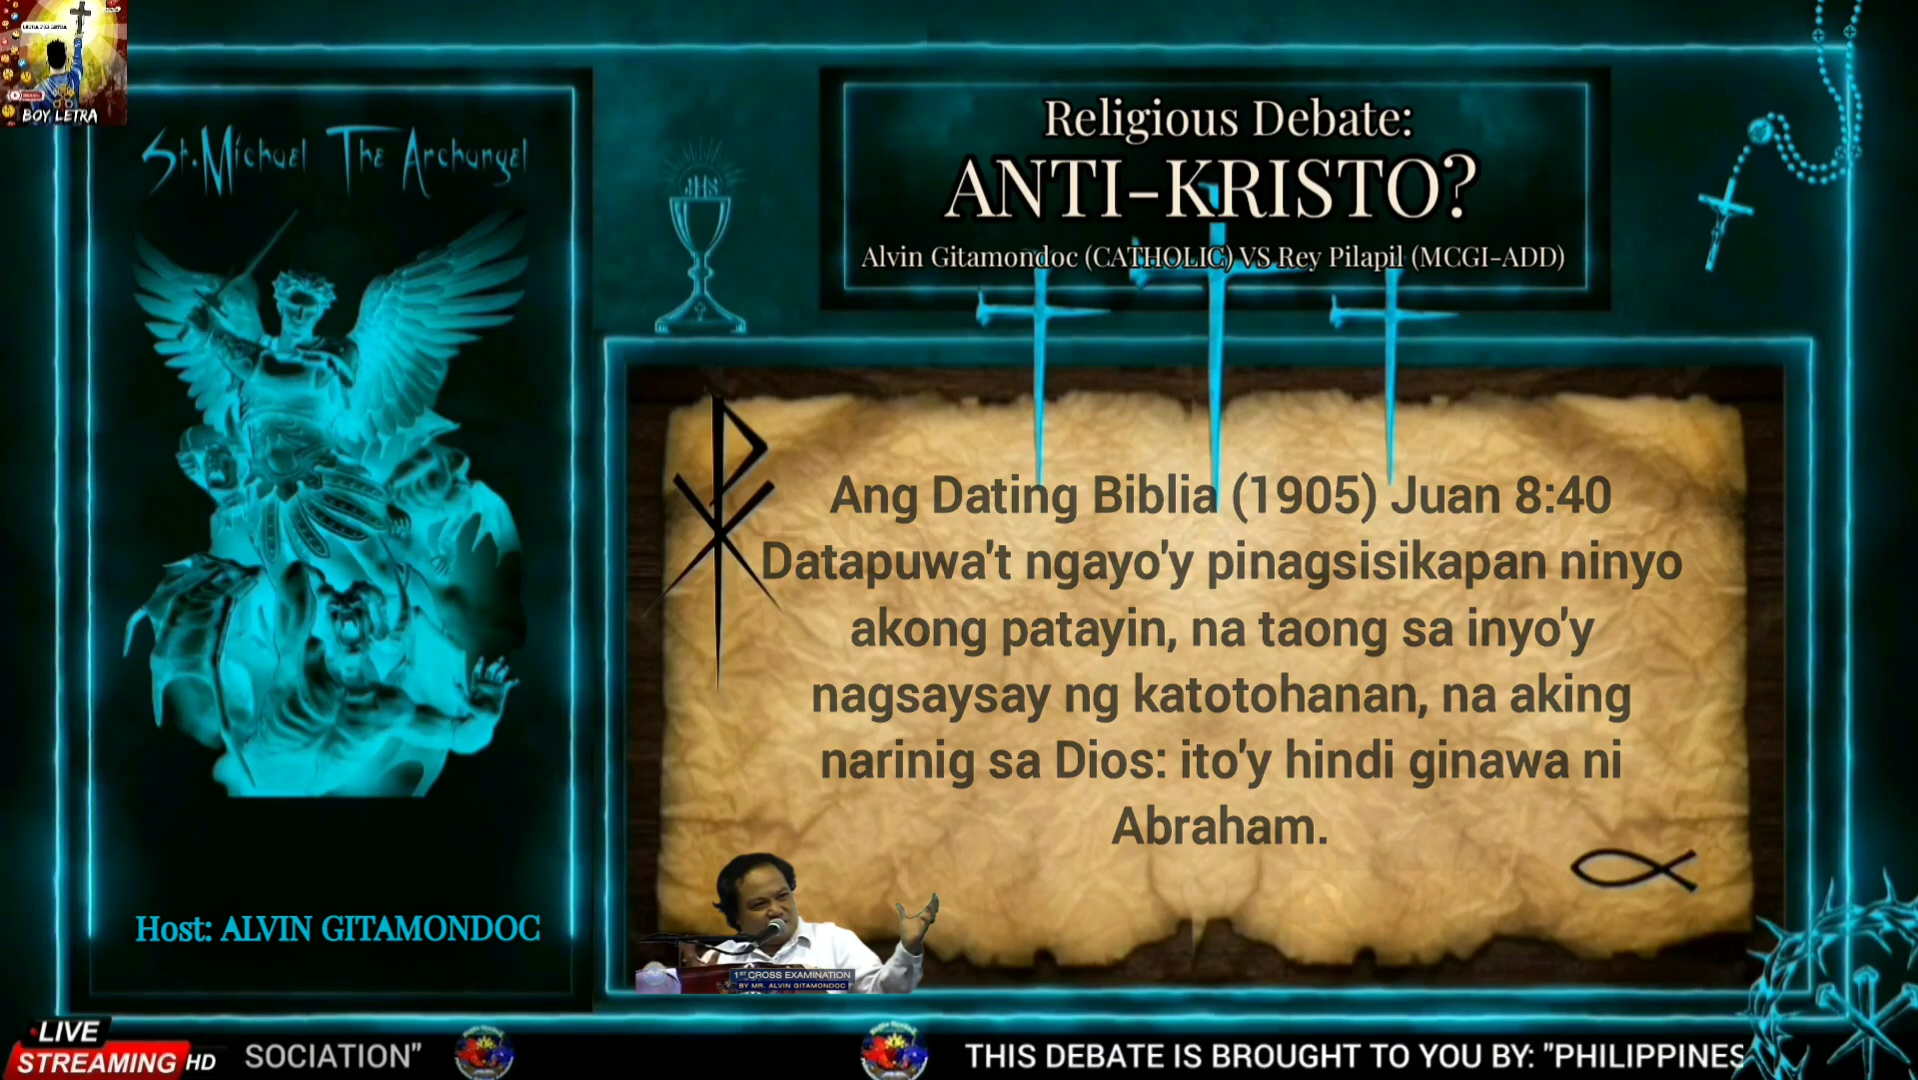 BOY LETRA
St. Michael The Archangel
IHS
Religious Debate:
ANTI-KRISTO?
Alvin Gitamondoc (CATHOLIC) VS Rey Pilapil (MCGI-ADD)
Ang Dating Biblia (1905) Juan 8:40
Datapuwa't ngayo'y pinagsisikapan ninyo
akong patayin, na taong sa inyo'y
nagsaysay ng katotohanan, na aking
narinig sa Dios: ito'y hindi ginawa ni
Abraham.
Host: ALVIN GITAMONDOC
1ST CROSS EXAMINATION
BY MR. ALVIN GITAMONDOC
LIVE
STREAMING HD
SOCIATION"
THIS DEBATE IS BROUGHT TO YOU BY: "PHILIPPINES